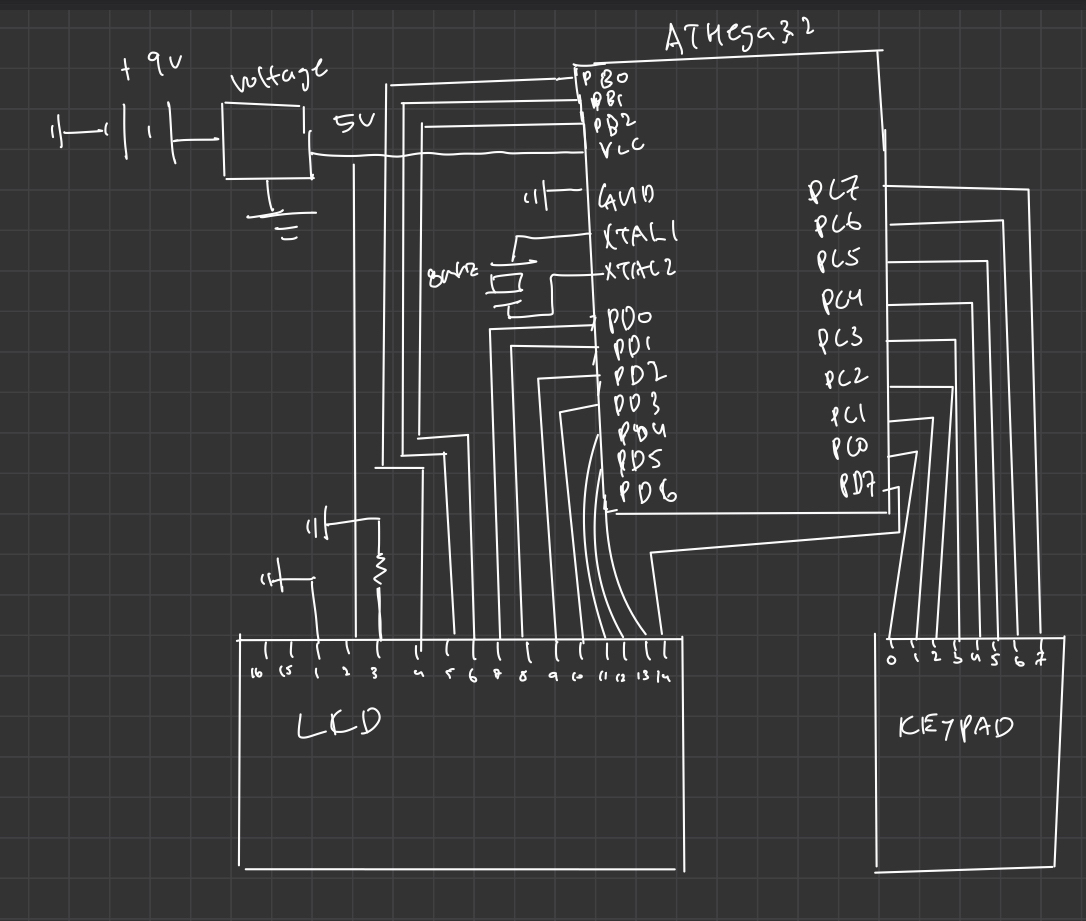 ATMega32
+ 9V
Voltage
5V
PB0
PB1
PB2
VCC
GND
XTAL1
XTAL2
8MHz
PD0
PD1
PD2
PD3
PD4
PD5
PD6
PC7
PC6
PC5
PC4
PC3
PC2
PC1
PC0
PD7
16 15 1 2 3 4 5 6 7 8 9 10 11 12 13 14
LCD
0 1 2 3 4 5 6 7
KEYPAD